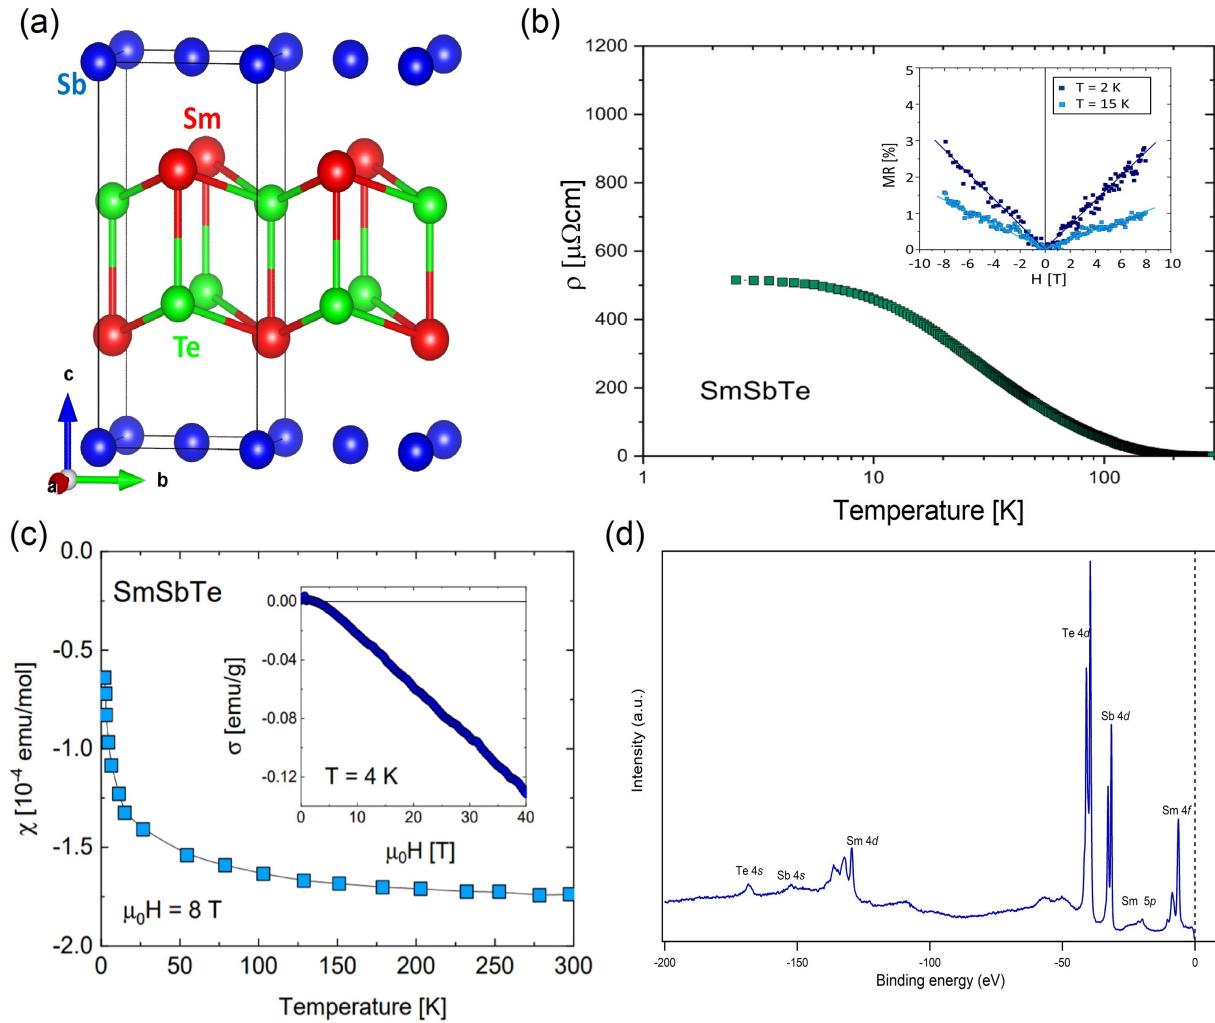 (a)
Sb
Sm
Te
c
a
b
(b)
1200
1000
800
600
400
200
0
ρ [μΩcm]
1
10
100
Temperature [K]
SmSbTe
5
4
3
2
1
0
MR [%]
T = 2 K
T = 15 K
-10 -8 -6 -4 -2 0 2 4 6 8 10
H [T]
(c)
0.0
-0.5
-1.0
-1.5
-2.0
χ [10⁻⁴ emu/mol]
SmSbTe
0.00
-0.04
-0.08
-0.12
σ [emu/g]
T = 4 K
0 10 20 30 40
μ₀H [T]
μ₀H = 8 T
0 50 100 150 200 250 300
Temperature [K]
(d)
Intensity (a.u.)
Te 4d
Sb 4d
Sm 4f
Sm 4d
Te 4s
Sb 4s
Sm 5p
-200 -150 -100 -50 0
Binding energy (eV)